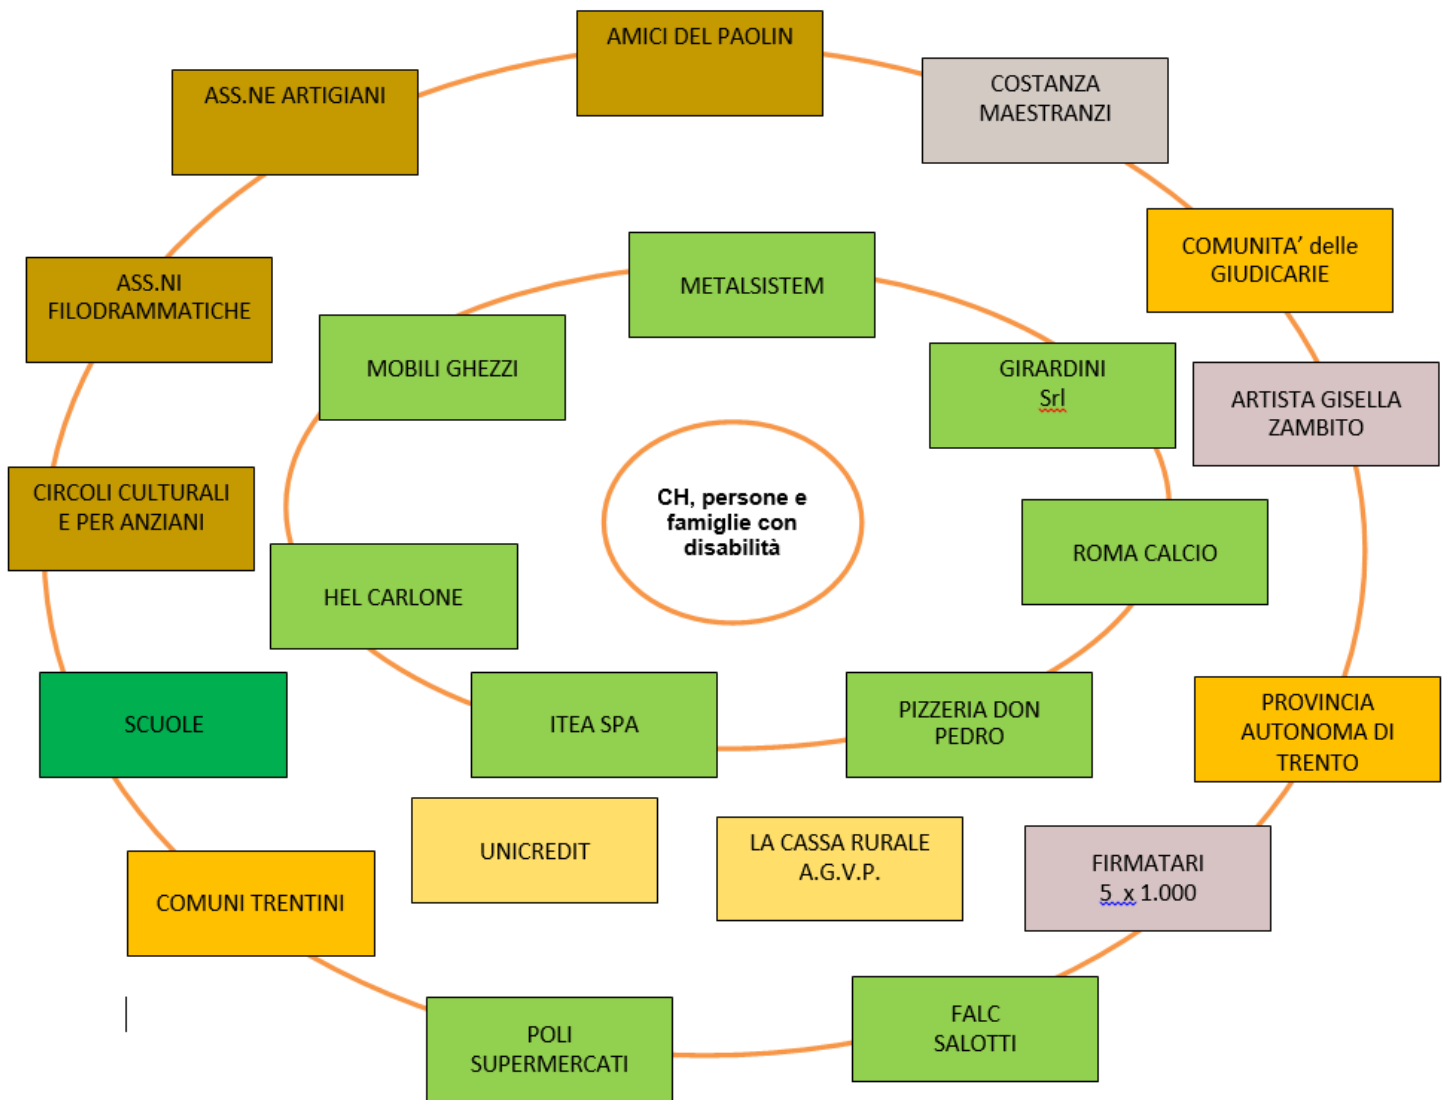 AMICI DEL PAOLIN
ASS.NE ARTIGIANI
COSTANZA
MAESTRANZI
COMUNITA’ delle
GIUDICARIE
ASS.NI
FILODRAMMATICHE
METALSISTEM
MOBILI GHEZZI
GIRARDINI
Srl
ARTISTA GISELLA
ZAMBITO
CIRCOLI CULTURALI
E PER ANZIANI
CH, persone e
famiglie con
disabilità
ROMA CALCIO
HEL CARLONE
SCUOLE
ITEA SPA
PIZZERIA DON
PEDRO
PROVINCIA
AUTONOMA DI
TRENTO
UNICREDIT
LA CASSA RURALE
A.G.V.P.
FIRMATARI
5 x 1.000
COMUNI TRENTINI
POLI
SUPERMERCATI
FALC
SALOTTI